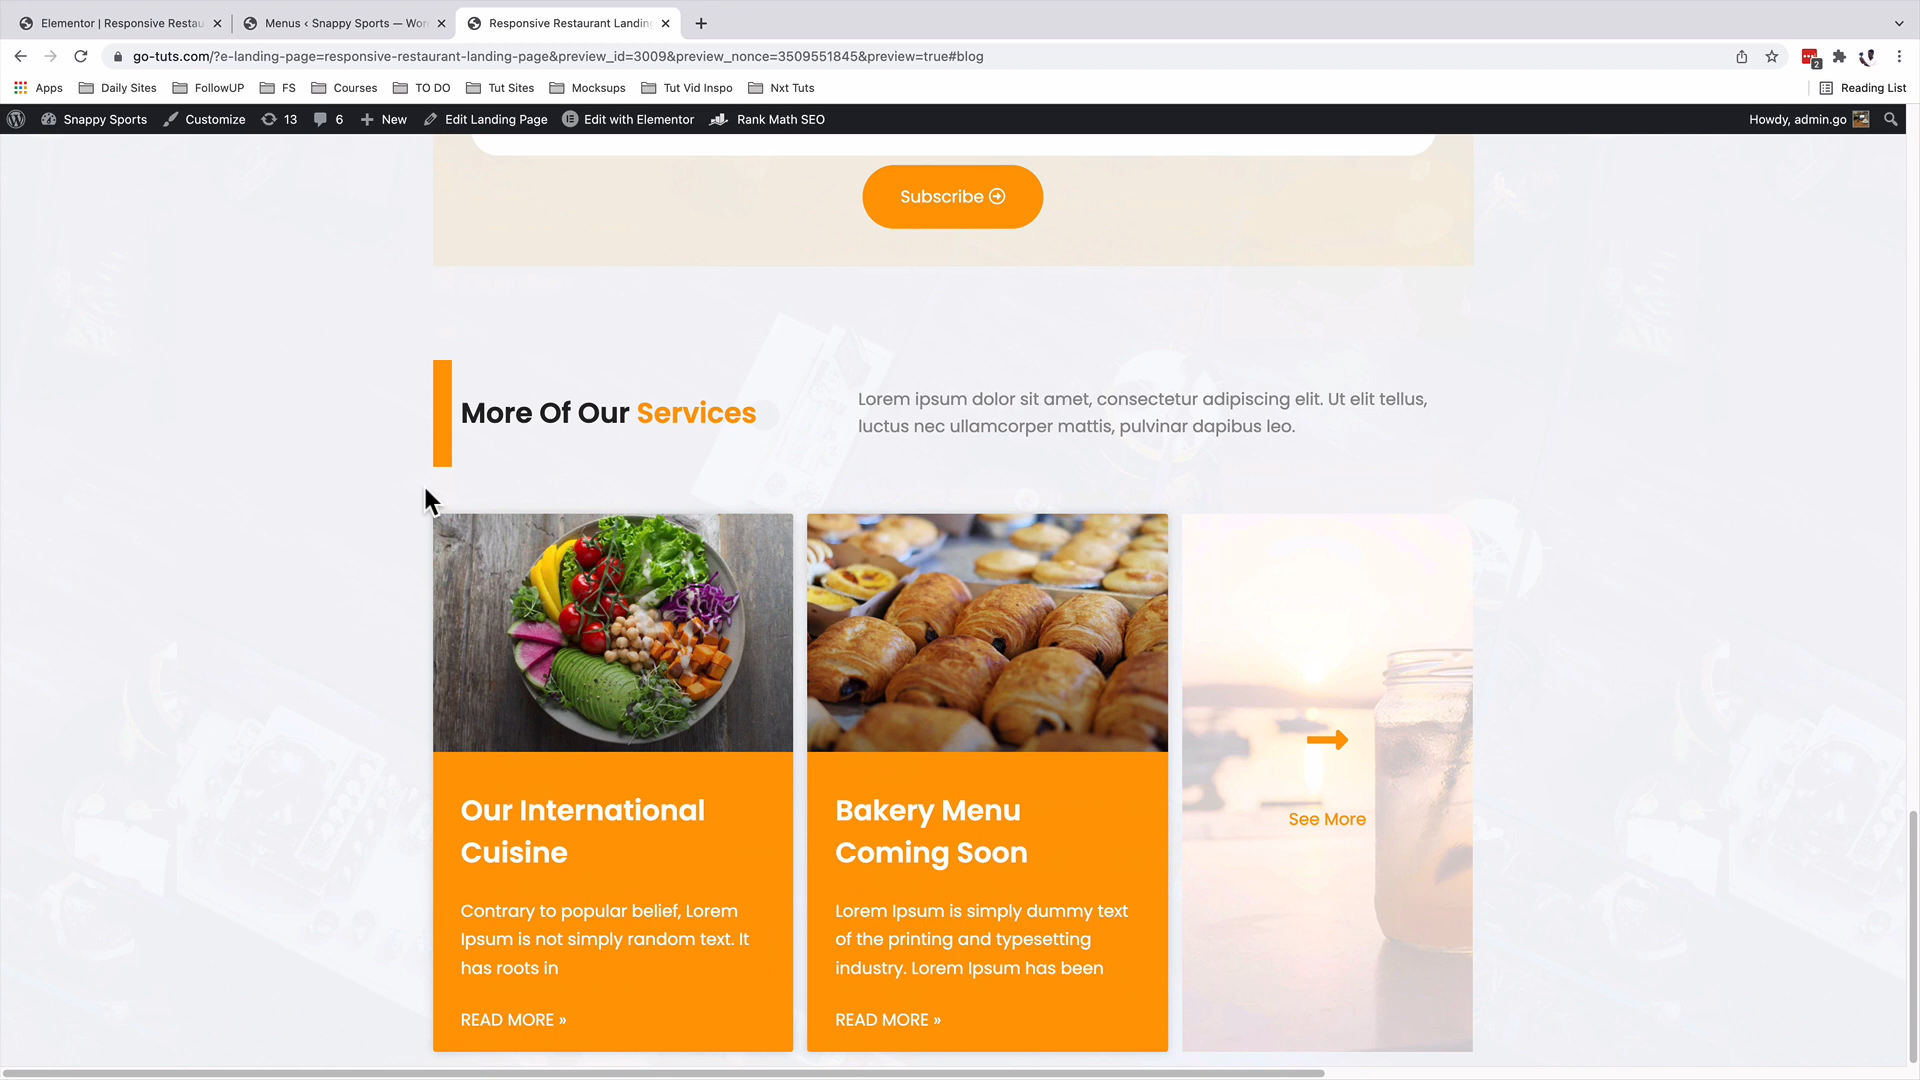 Elementor | Responsive Restau
Menus ‹ Snappy Sports — Wor
Responsive Restaurant Landin
go-tuts.com/?e-landing-page=responsive-restaurant-landing-page&preview_id=3009&preview_nonce=3509551845&preview=true#blog
2
Apps
Daily Sites
FollowUP
FS
Courses
TO DO
Tut Sites
Mocksups
Tut Vid Inspo
Nxt Tuts
Reading List
Snappy Sports
Customize
13
6
New
Edit Landing Page
Edit with Elementor
Rank Math SEO
Howdy, admin.go
Subscribe
More Of Our Services
Lorem ipsum dolor sit amet, consectetur adipiscing elit. Ut elit tellus,
luctus nec ullamcorper mattis, pulvinar dapibus leo.
Our International
Cuisine
Contrary to popular belief, Lorem
Ipsum is not simply random text. It
has roots in
READ MORE »
Bakery Menu
Coming Soon
Lorem Ipsum is simply dummy text
of the printing and typesetting
industry. Lorem Ipsum has been
READ MORE »
See More